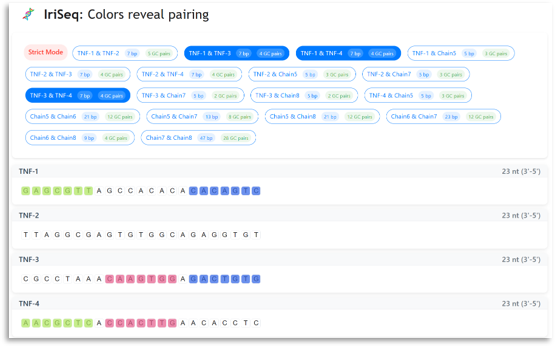 IriSeq: Colors reveal pairing
Strict Mode TNF-1 & TNF-2 7 bp 5 GC pairs TNF-1 & TNF-3 7 bp 4 GC pairs TNF-1 & TNF-4 7 bp 4 GC pairs TNF-1 & Chain5 5 bp 3 GC pairs
TNF-2 & TNF-3 7 bp 4 GC pairs TNF-2 & TNF-4 7 bp 4 GC pairs TNF-2 & Chain5 5 bp 3 GC pairs TNF-2 & Chain7 5 bp 3 GC pairs
TNF-3 & TNF-4 7 bp 4 GC pairs TNF-3 & Chain7 5 bp 2 GC pairs TNF-3 & Chain8 5 bp 2 GC pairs TNF-4 & Chain5 5 bp 3 GC pairs
Chain5 & Chain6 21 bp 12 GC pairs Chain5 & Chain7 13 bp 8 GC pairs Chain5 & Chain8 21 bp 12 GC pairs Chain6 & Chain7 23 bp 12 GC pairs
Chain6 & Chain8 8 bp 4 GC pairs Chain7 & Chain8 47 bp 26 GC pairs
TNF-1 23 nt (3'-5')
G A G C G T T A G C C A C A C A C A C A G T C
TNF-2 23 nt (3'-5')
T T A G G C G A G T G T G G C A G A G G T G T
TNF-3 23 nt (3'-5')
C G C C T A A A C A A G T G G A G A C T G T G
TNF-4 23 nt (3'-5')
A A C G C T C A C C A C T T G A A C A C C T C